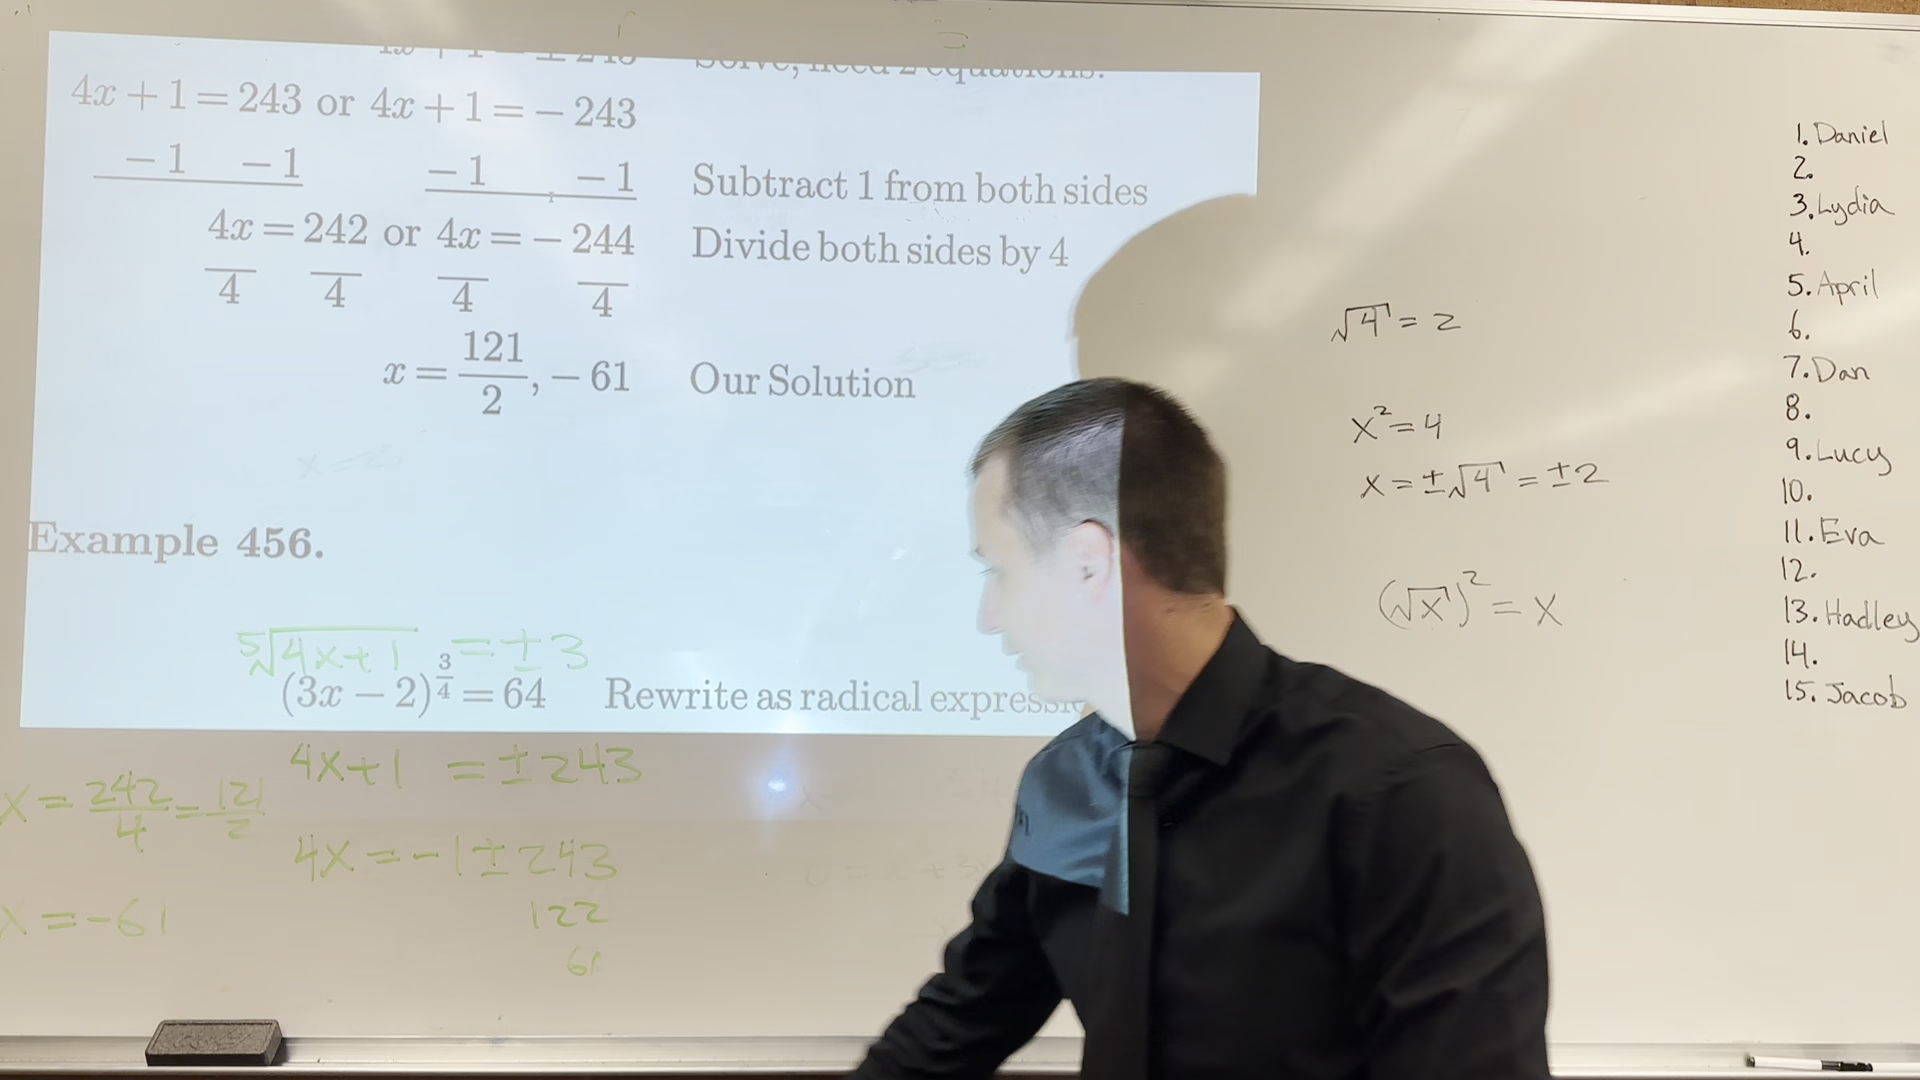 Solve, need 2 equations.
4x + 1 = 243 or 4x + 1 = − 243
− 1 − 1 − 1 − 1 Subtract 1 from both sides
4x = 242 or 4x = − 244 Divide both sides by 4
4 4 4 4
x = 121/2, − 61 Our Solution
Example 456.
⁵√4x+1 = ±3
(3x − 2)^3/4 = 64 Rewrite as radical
4x+1 = ±243
x = 242/4 = 121/2
4x = -1 ± 243
x = -61
122
61
√4 = 2
x² = 4
x = ±√4 = ±2
(√x)² = x
1. Daniel
2.
3. Lydia
4.
5. April
6.
7. Dan
8.
9. Lucy
10.
11. Eva
12.
13. Hadley
14.
15. Jacob